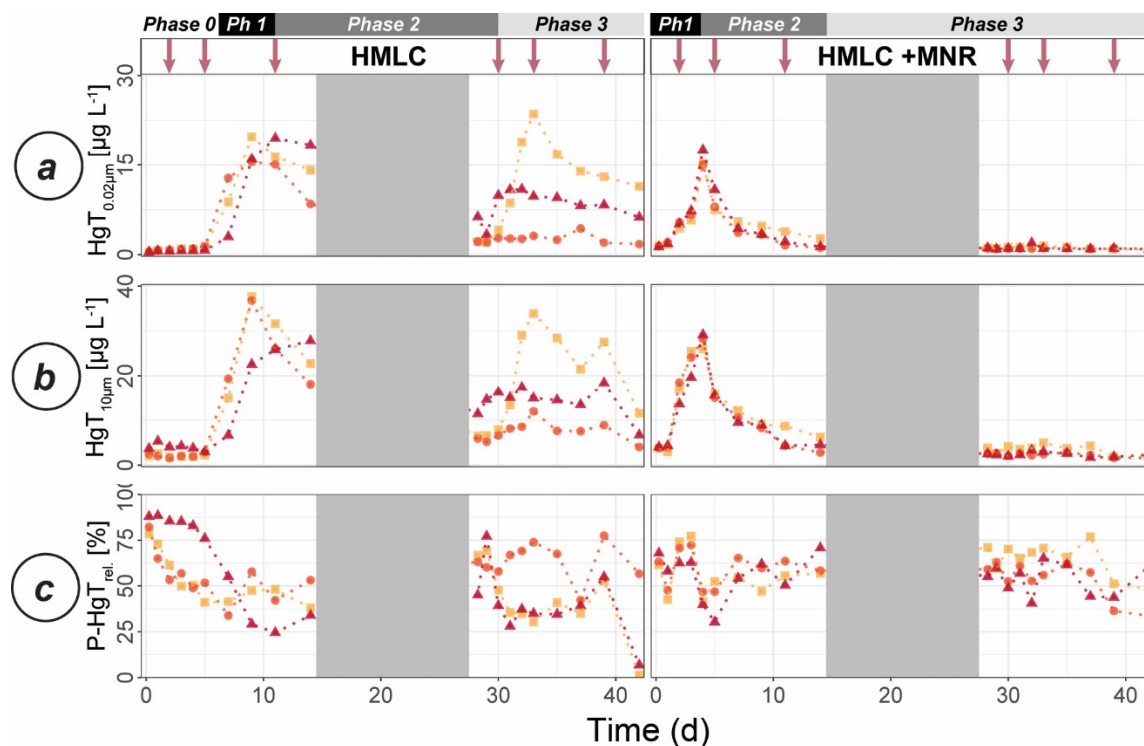 Phase 0 Ph 1 Phase 2 Phase 3 Ph1 Phase 2 Phase 3
HMLC HMLC +MNR
a
HgT0.02µm [µg L-1]
30
15
0
b
HgT10µm [µg L-1]
40
20
0
c
P-HgTrel. [%]
100
75
50
25
0
0 10 20 30 40 0 10 20 30 40
Time (d)